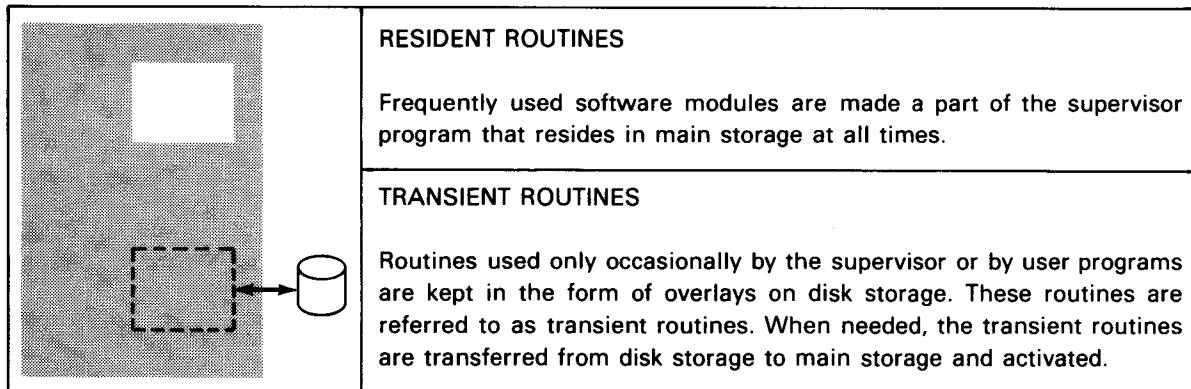 RESIDENT ROUTINES
Frequently used software modules are made a part of the supervisor
program that resides in main storage at all times.
TRANSIENT ROUTINES
Routines used only occasionally by the supervisor or by user programs
are kept in the form of overlays on disk storage. These routines are
referred to as transient routines. When needed, the transient routines
are transferred from disk storage to main storage and activated.